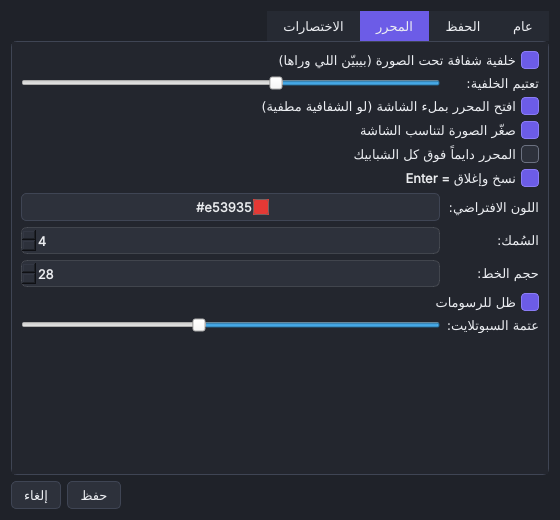 عام
الحفظ
المحرر
الاختصارات
خلفية شفافة تحت الصورة (بيبيّن اللي وراها)
تعتيم الخلفية:
افتح المحرر بملء الشاشة (لو الشفافية مطفية)
صغّر الصورة لتناسب الشاشة
المحرر دايماً فوق كل الشبابيك
نسخ وإغلاق = Enter
اللون الافتراضي: #e53935
السُمك: 4
حجم الخط: 28
ظل للرسومات
عتمة السبوتلايت:
حفظ
إلغاء